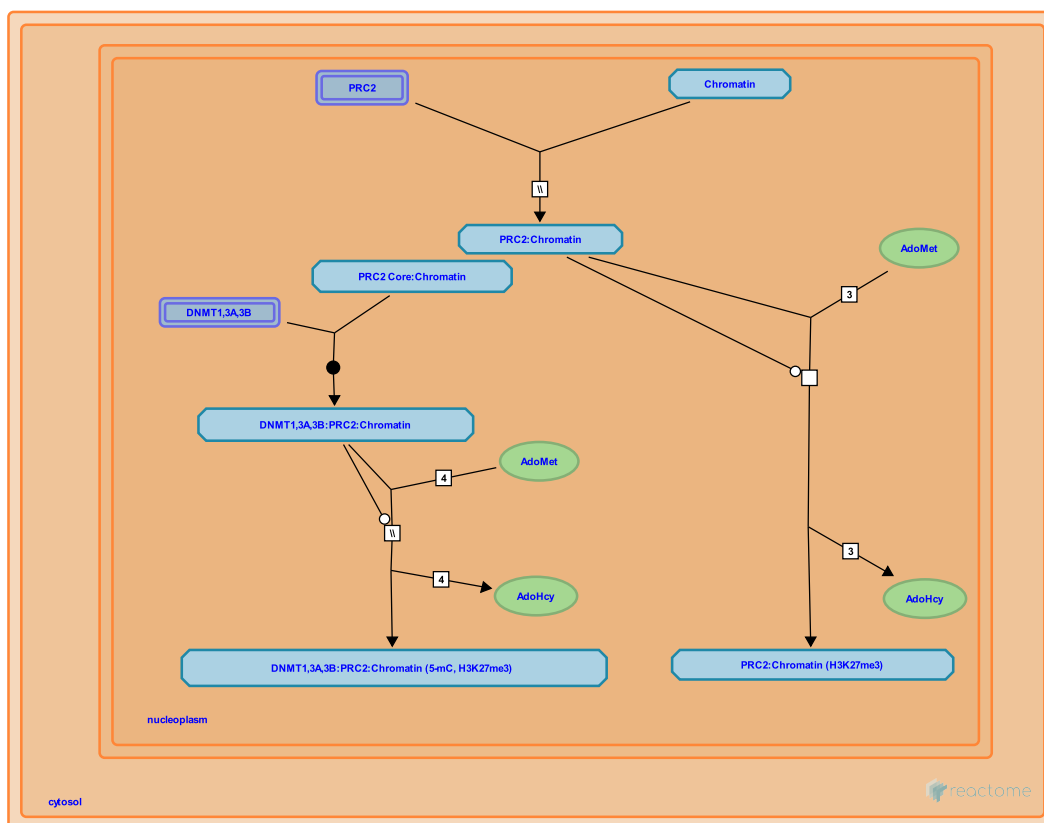 PRC2
Chromatin
\\
PRC2:Chromatin
AdoMet
PRC2 Core:Chromatin
3
DNMT1,3A,3B
DNMT1,3A,3B:PRC2:Chromatin
AdoMet
4
\\
3
4
AdoHcy
AdoHcy
DNMT1,3A,3B:PRC2:Chromatin (5-mC, H3K27me3)
PRC2:Chromatin (H3K27me3)
nucleoplasm
reactome
cytosol